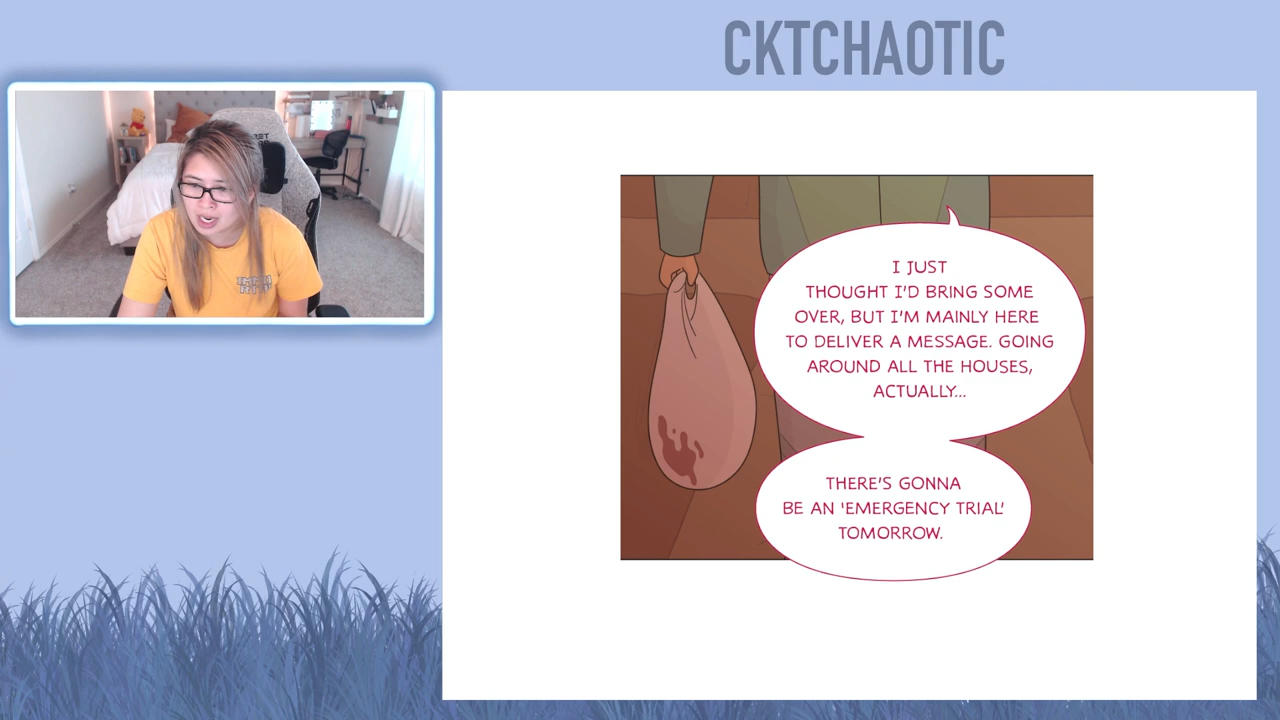 CKTCHAOTIC
I JUST
THOUGHT I'D BRING SOME
OVER, BUT I'M MAINLY HERE
TO DELIVER A MESSAGE. GOING
AROUND ALL THE HOUSES,
ACTUALLY...
THERE'S GONNA
BE AN 'EMERGENCY TRIAL'
TOMORROW.